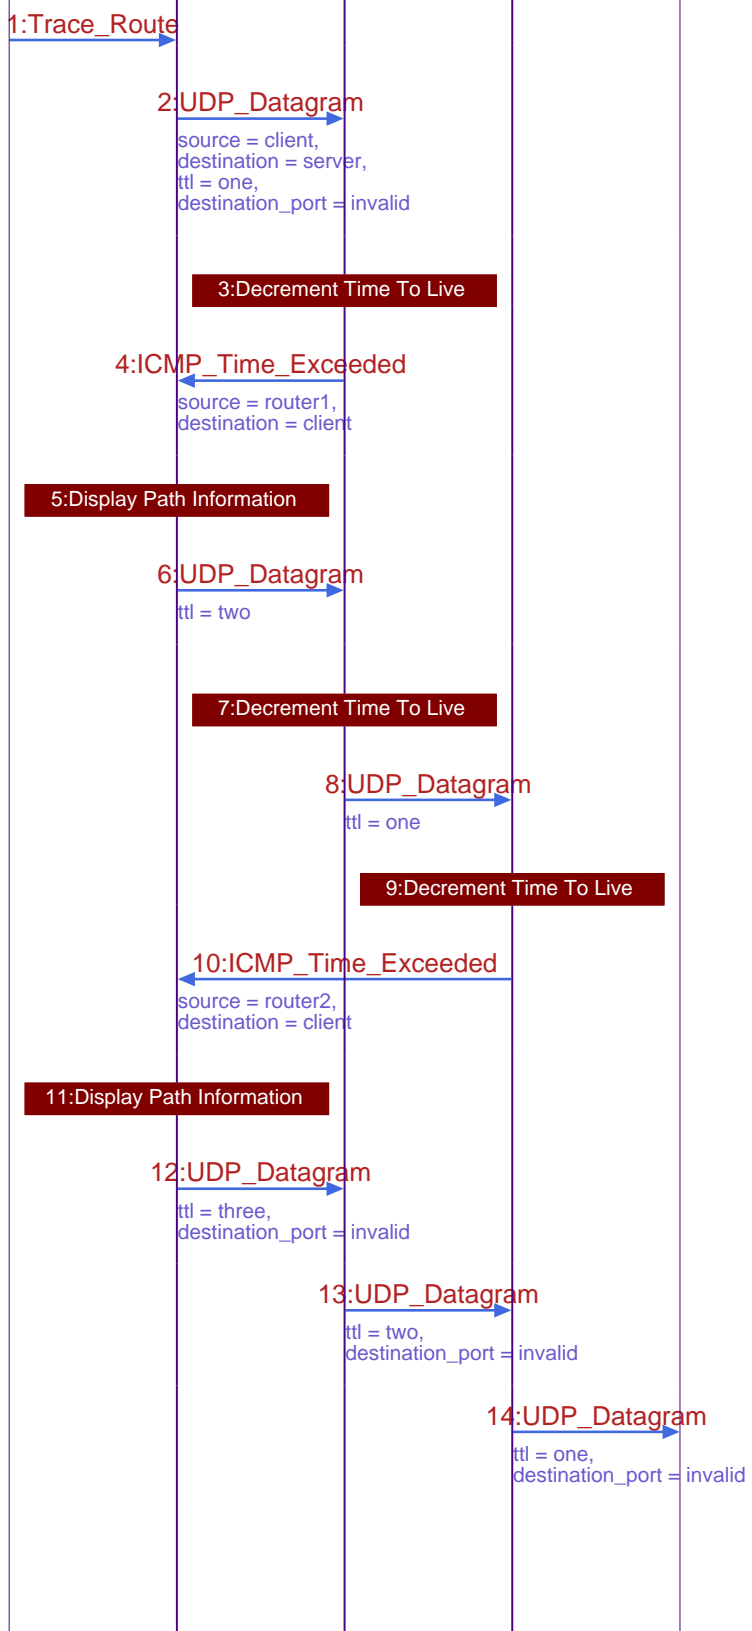 1:Trace_Route
2:UDP_Datagram
source = client,
destination = server,
ttl = one,
destination_port = invalid
3:Decrement Time To Live
4:ICMP_Time_Exceeded
source = router1,
destination = client
5:Display Path Information
6:UDP_Datagram
ttl = two
7:Decrement Time To Live
8:UDP_Datagram
ttl = one
9:Decrement Time To Live
10:ICMP_Time_Exceeded
source = router2,
destination = client
11:Display Path Information
12:UDP_Datagram
ttl = three,
destination_port = invalid
13:UDP_Datagram
ttl = two,
destination_port = invalid
14:UDP_Datagram
ttl = one,
destination_port = invalid